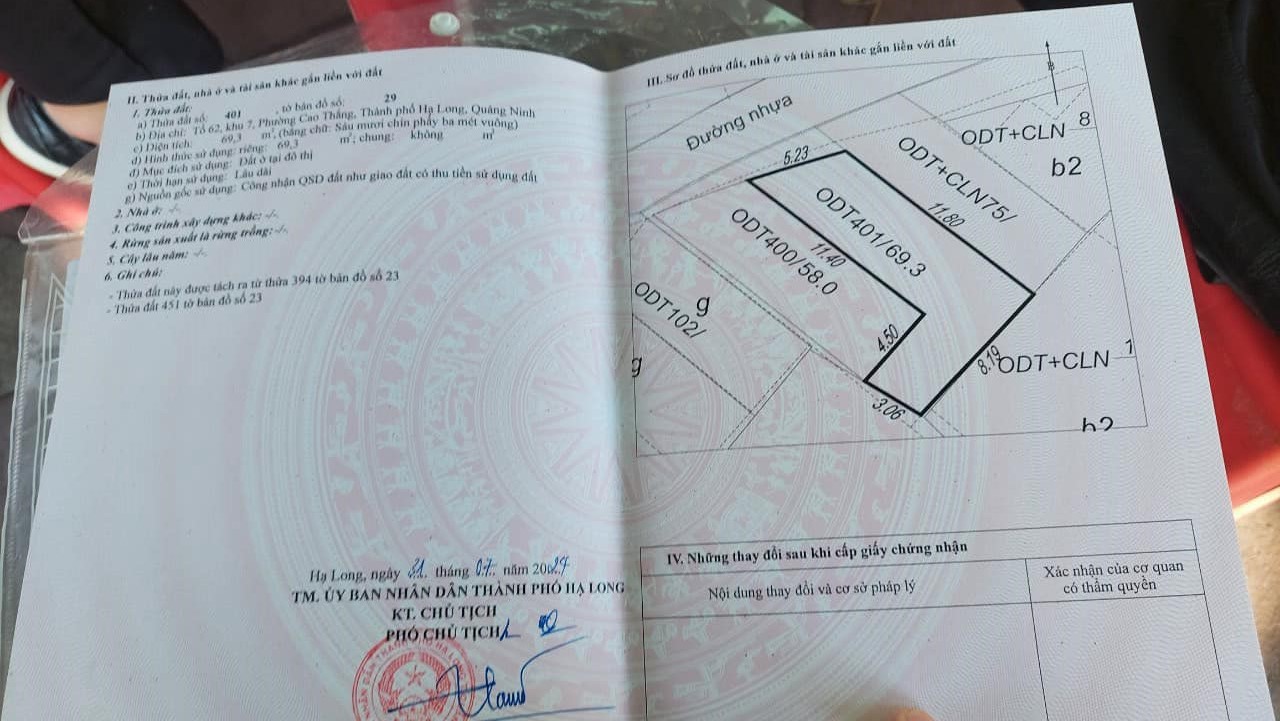 II. Thửa đất, nhà ở và tài sản khác gắn liền với đất
1. Thửa đất:
a) Thửa đất số: 401 , tờ bản đồ số: 29
b) Địa chỉ: Tổ 62, khu 7, Phường Cao Thắng, Thành phố Hạ Long, Quảng Ninh
c) Diện tích: 69,3 m², (bằng chữ: Sáu mươi chín phẩy ba mét vuông)
d) Hình thức sử dụng: riêng: 69,3 m²; chung: không m²
đ) Mục đích sử dụng: Đất ở tại đô thị
e) Thời hạn sử dụng: Lâu dài
g) Nguồn gốc sử dụng: Công nhận QSD đất như giao đất có thu tiền sử dụng đất
2. Nhà ở: -/-
3. Công trình xây dựng khác: -/-
4. Rừng sản xuất là rừng trồng: -/-
5. Cây lâu năm: -/-
6. Ghi chú:
- Thửa đất này được tách ra từ thửa 394 tờ bản đồ số 23
- Thửa đất 451 tờ bản đồ số 23
Hạ Long, ngày 31 tháng 07 năm 20
TM. ỦY BAN NHÂN DÂN THÀNH PHỐ HẠ LONG
KT. CHỦ TỊCH
PHÓ CHỦ TỊCH
III. Sơ đồ thửa đất, nhà ở và tài sản khác gắn liền với đất
B
Đường nhựa
ODT+CLN 8
b2
5.23
ODT+CLN75/
11.80
ODT401/69.3
11.40
ODT400/58.0
g
ODT102/
g
4.50
8.19
ODT+CLN 1
3.06
b2
IV. Những thay đổi sau khi cấp giấy chứng nhận
Nội dung thay đổi và cơ sở pháp lý
Xác nhận của cơ quan
có thẩm quyền